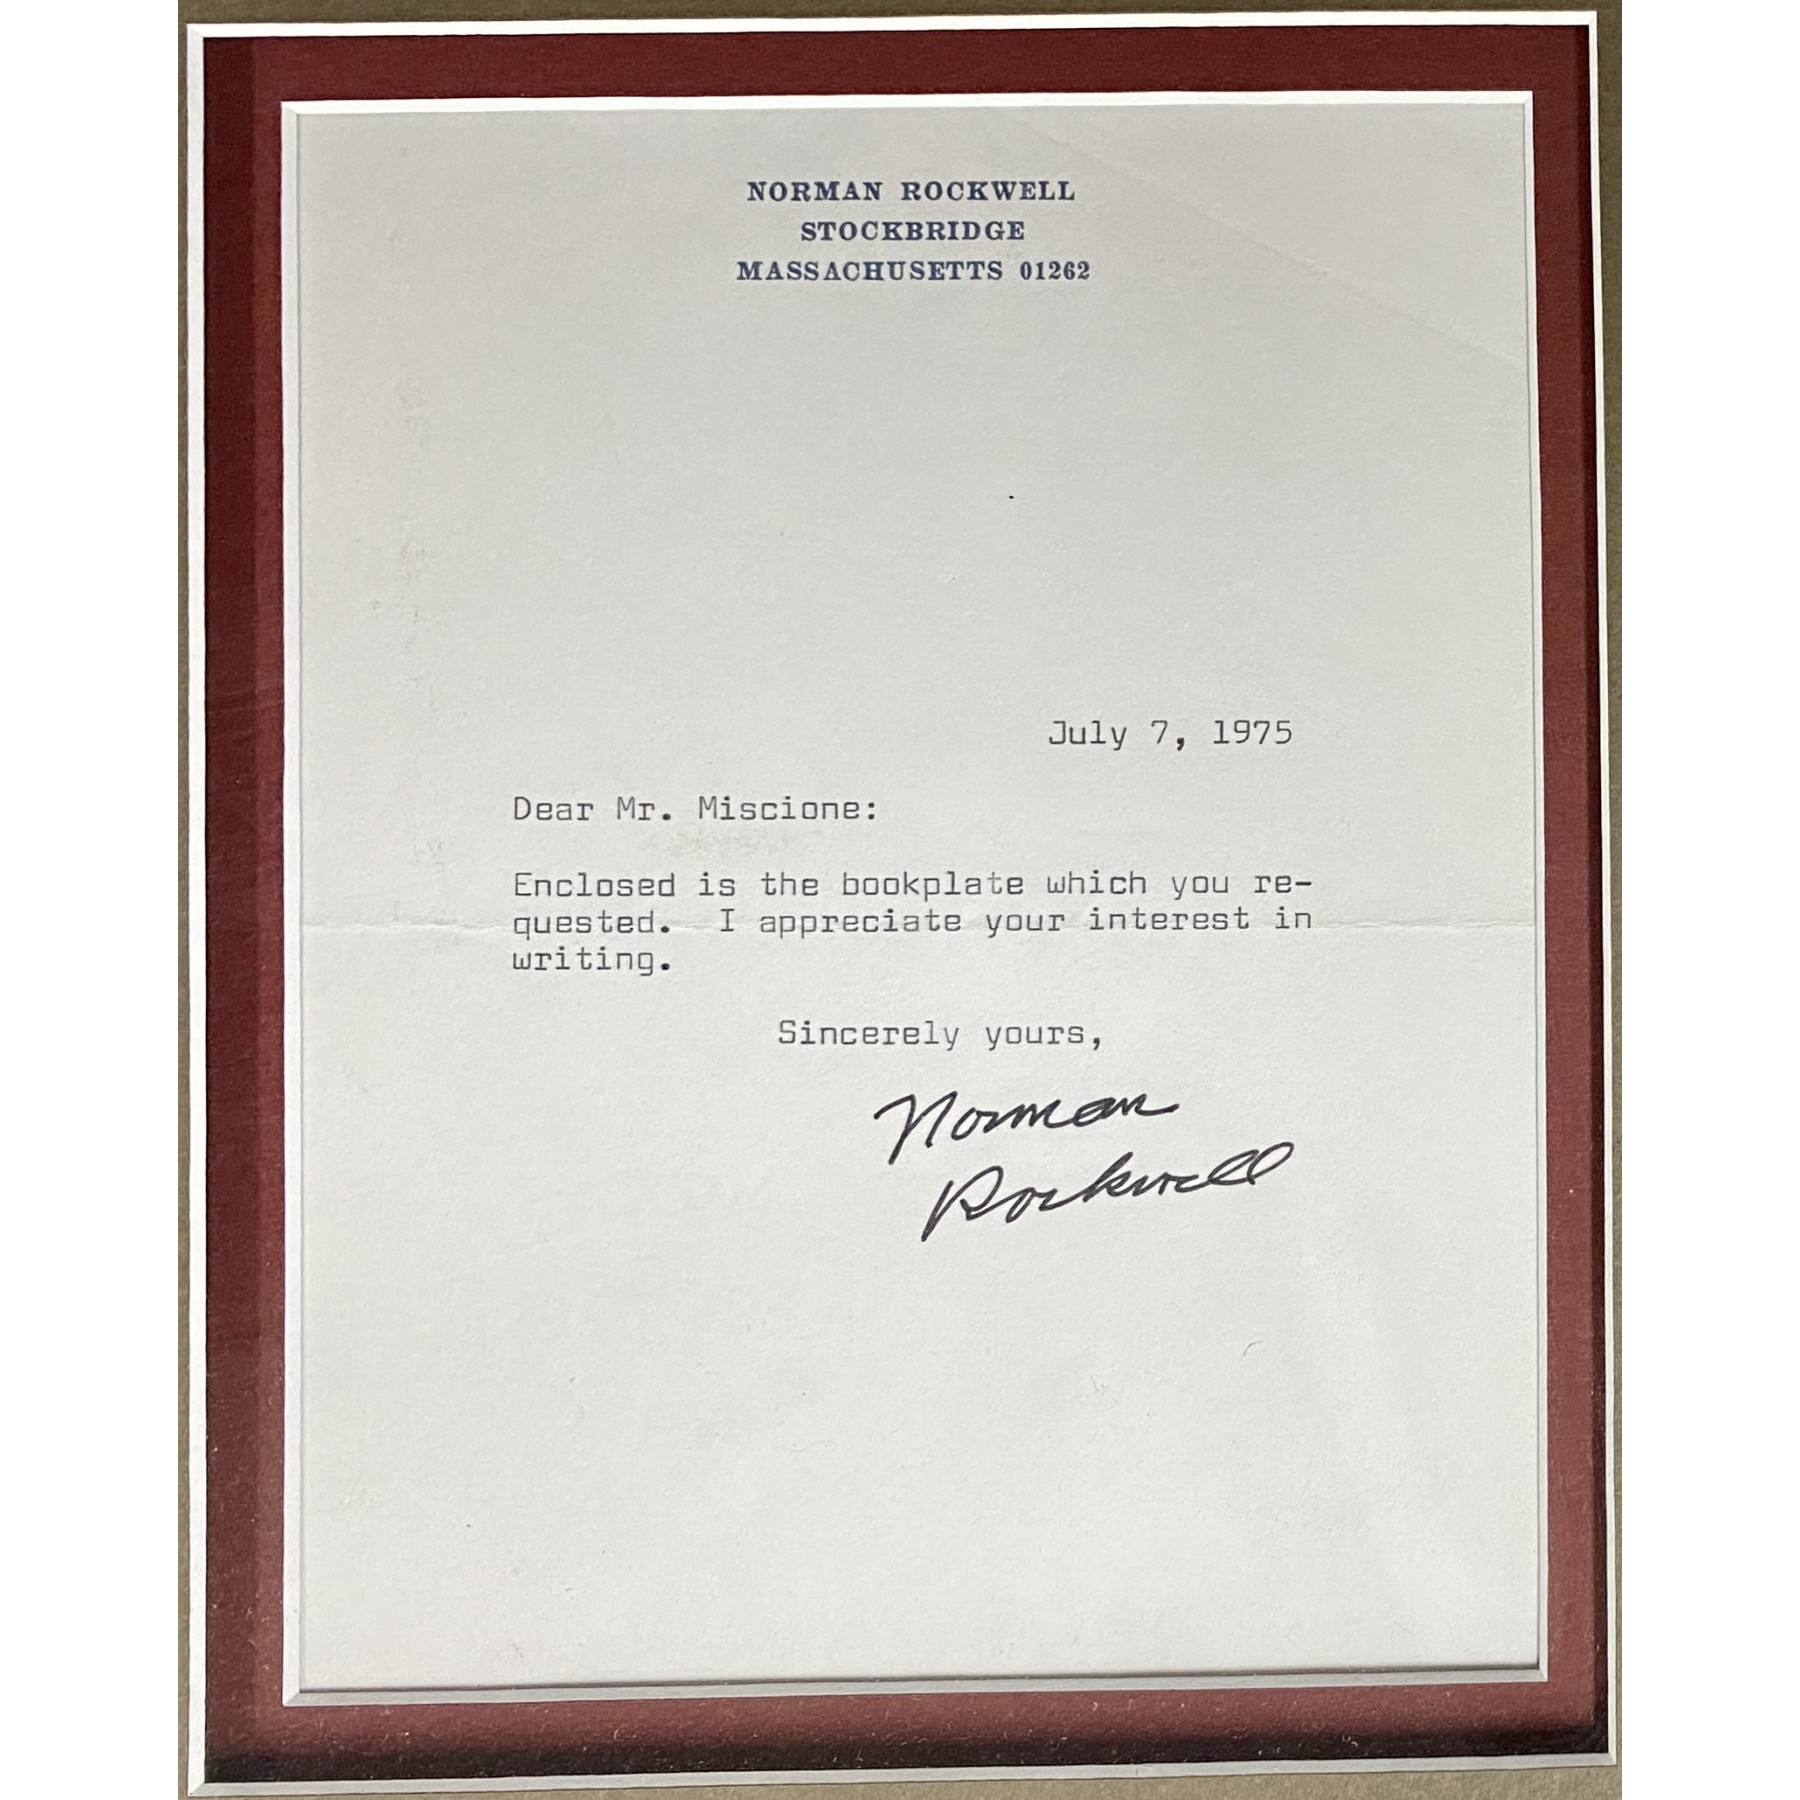 NORMAN ROCKWELL
STOCKBRIDGE
MASSACHUSETTS 01262
July 7, 1975
Dear Mr. Miscione:
Enclosed is the bookplate which you re-
quested. I appreciate your interest in
writing.
Sincerely yours,
Norman
Rockwell